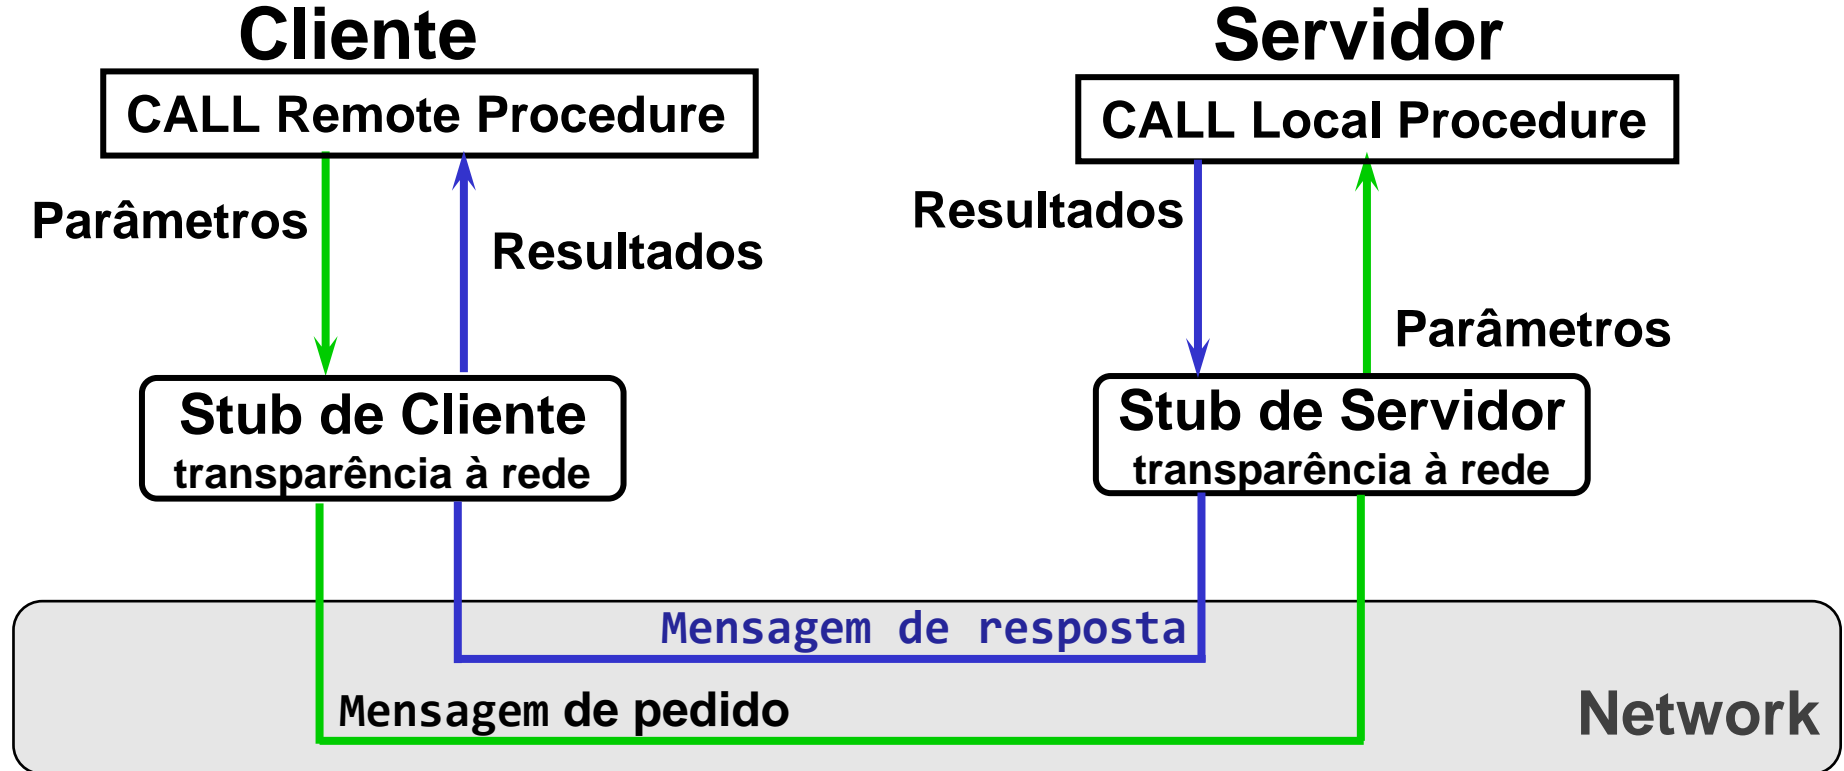 Cliente
Servidor
CALL Remote Procedure
CALL Local Procedure
Parâmetros
Resultados
Resultados
Parâmetros
Stub de Cliente
transparência à rede
Stub de Servidor
transparência à rede
Mensagem de resposta
Mensagem de pedido
Network